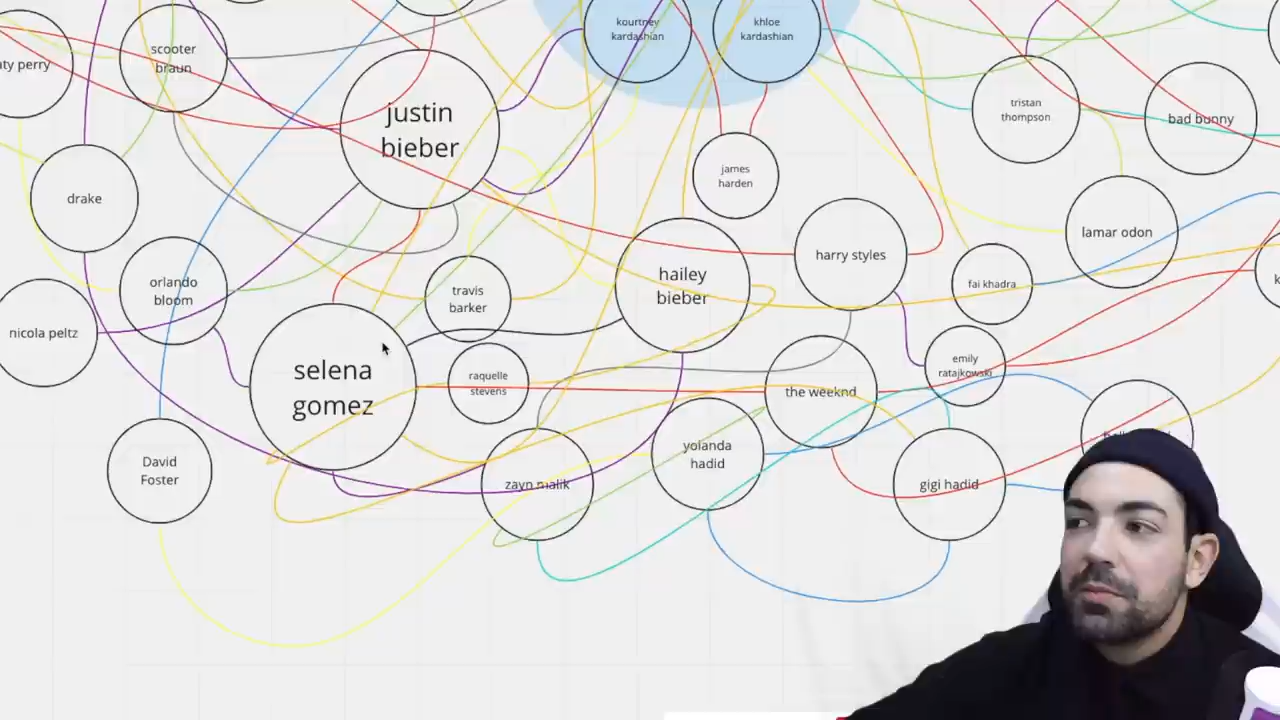 kourtney
kardashian
khloe
kardashian
scooter
braun
aty perry
justin
bieber
tristan
thompson
bad bunny
james
harden
drake
lamar odon
harry styles
orlando
bloom
travis
barker
hailey
bieber
fai khadra
nicola peltz
selena
gomez
raquelle
stevens
the weeknd
emily
ratajkowski
David
Foster
zayn malik
yolanda
hadid
gigi hadid